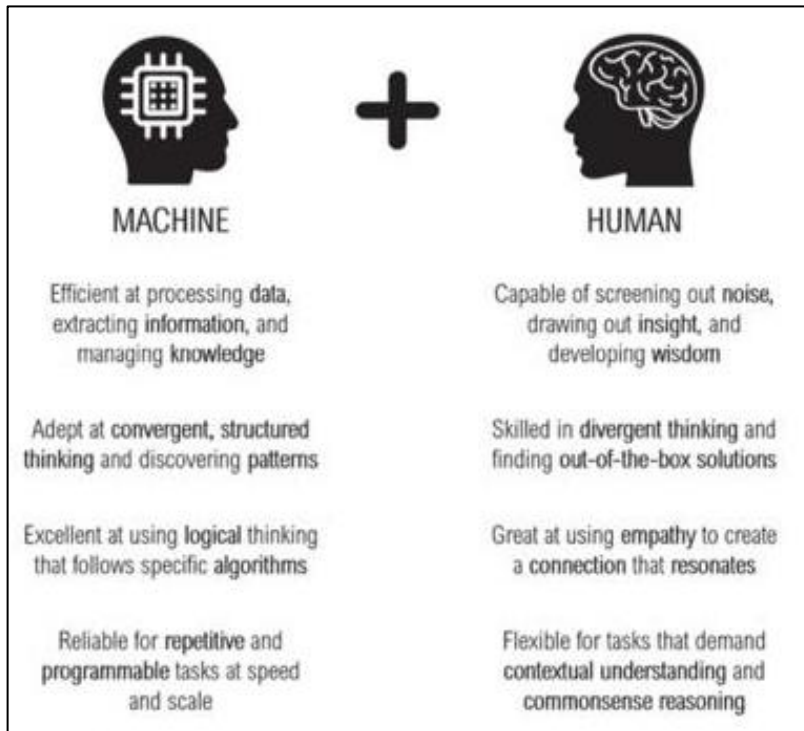 MACHINE
Efficient at processing data,
extracting information, and
managing knowledge
Adept at convergent, structured
thinking and discovering patterns
Excellent at using logical thinking
that follows specific algorithms
Reliable for repetitive and
programmable tasks at speed
and scale
HUMAN
Capable of screening out noise,
drawing out insight, and
developing wisdom
Skilled in divergent thinking and
finding out-of-the-box solutions
Great at using empathy to create
a connection that resonates
Flexible for tasks that demand
contextual understanding and
commonsense reasoning